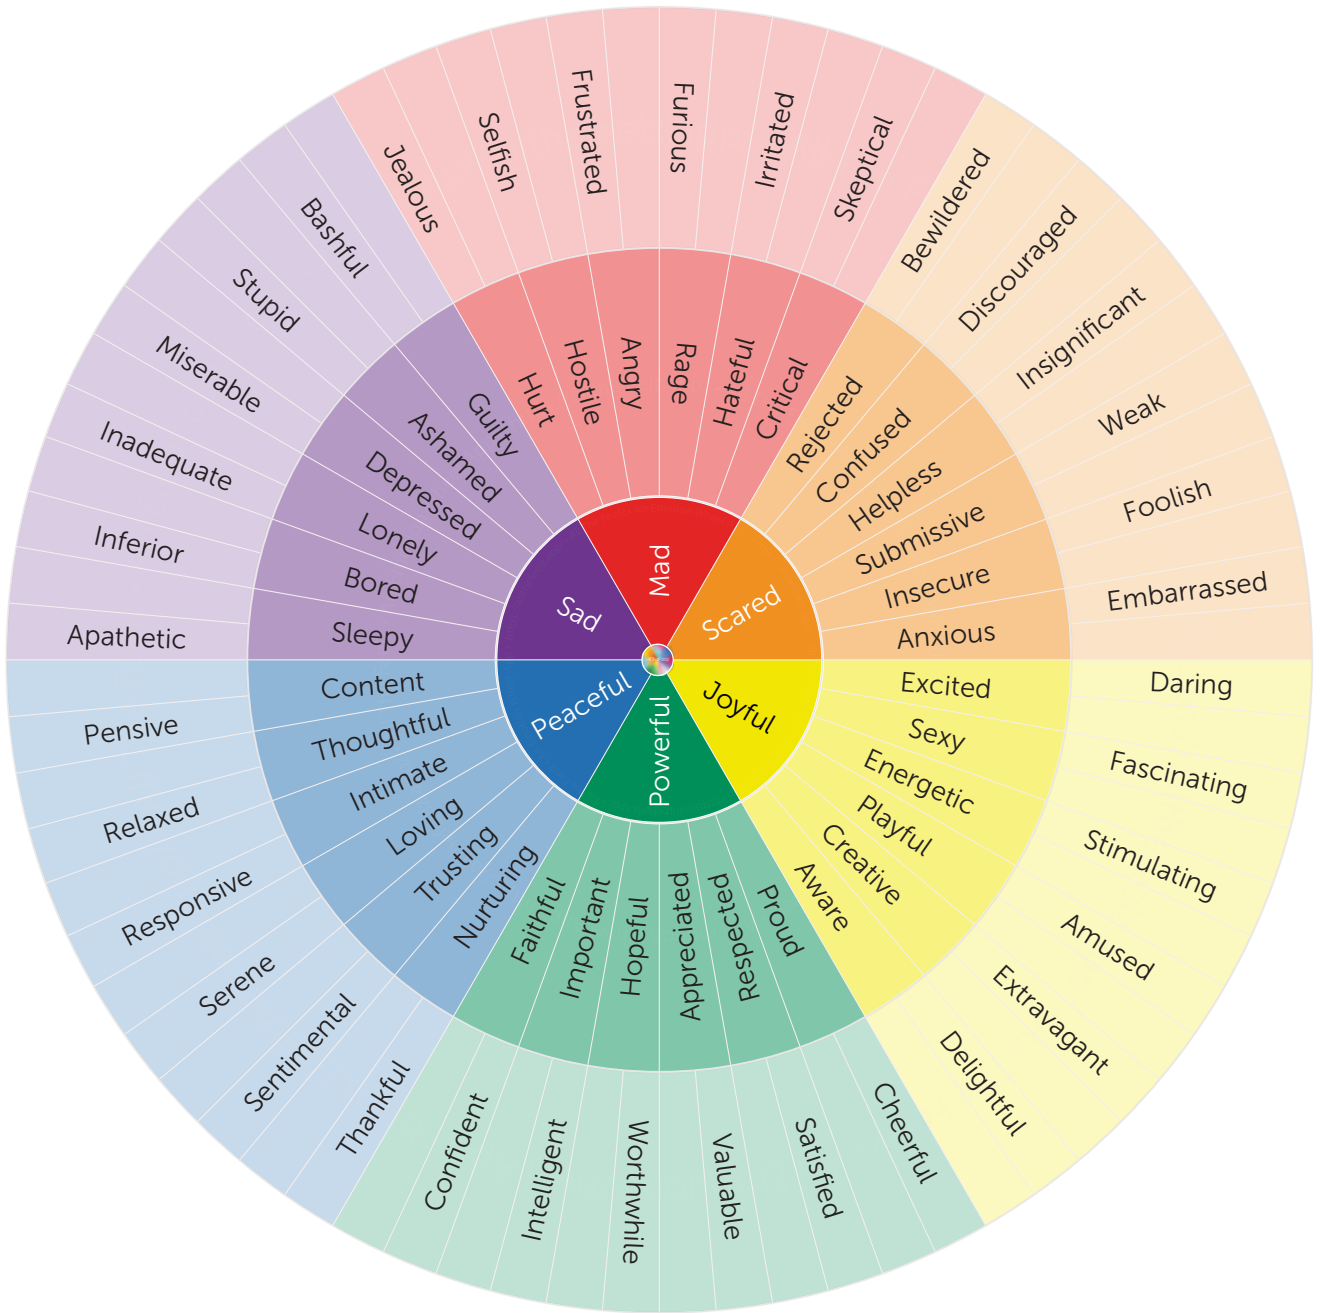 Mad
Scared
Joyful
Powerful
Peaceful
Sad
Hurt
Hostile
Angry
Rage
Hateful
Critical
Rejected
Confused
Helpless
Submissive
Insecure
Anxious
Excited
Sexy
Energetic
Playful
Creative
Aware
Proud
Respected
Appreciated
Hopeful
Important
Faithful
Nurturing
Trusting
Loving
Intimate
Thoughtful
Content
Sleepy
Bored
Lonely
Depressed
Ashamed
Guilty
Jealous
Selfish
Frustrated
Furious
Irritated
Skeptical
Bewildered
Discouraged
Insignificant
Weak
Foolish
Embarrassed
Daring
Fascinating
Stimulating
Amused
Extravagant
Delightful
Cheerful
Satisfied
Valuable
Worthwhile
Intelligent
Confident
Thankful
Sentimental
Serene
Responsive
Relaxed
Pensive
Apathetic
Inferior
Inadequate
Miserable
Stupid
Bashful